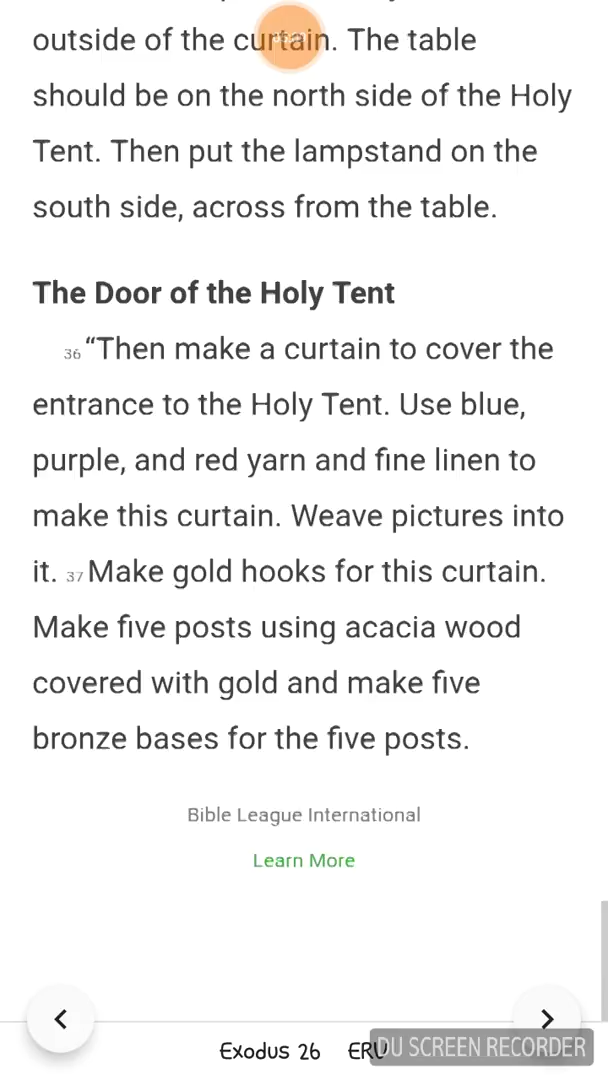 outside of the curtain. The table
should be on the north side of the Holy
Tent. Then put the lampstand on the
south side, across from the table.
The Door of the Holy Tent
36 “Then make a curtain to cover the
entrance to the Holy Tent. Use blue,
purple, and red yarn and fine linen to
make this curtain. Weave pictures into
it. 37 Make gold hooks for this curtain.
Make five posts using acacia wood
covered with gold and make five
bronze bases for the five posts.
Bible League International
Learn More
Exodus 26 ERV
DU SCREEN RECORDER